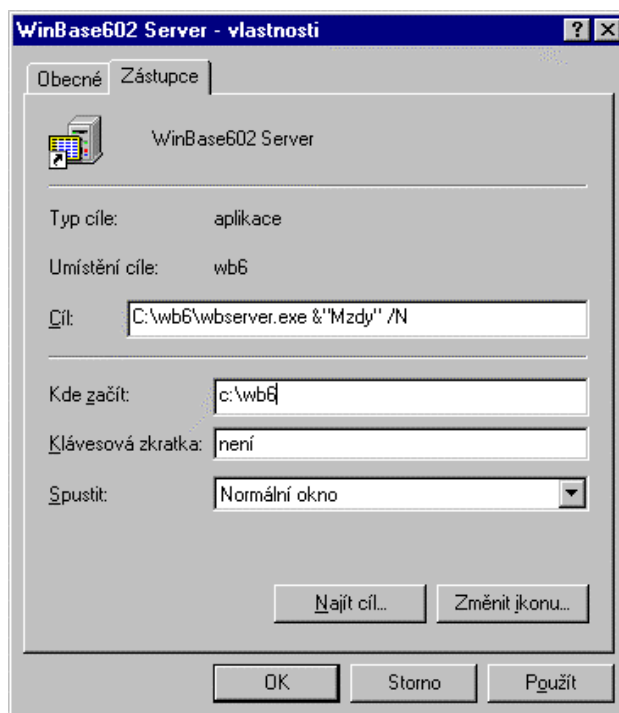 WinBase602 Server - vlastnosti
Obecné Zástupce
WinBase602 Server
Typ cíle: aplikace
Umístění cíle: wb6
Cíl: C:\wb6\wbserver.exe &"Mzdy" /N
Kde začít: c:\wb6
Klávesová zkratka: není
Spustit: Normální okno
Najít cíl... Změnit ikonu...
OK Storno Použít